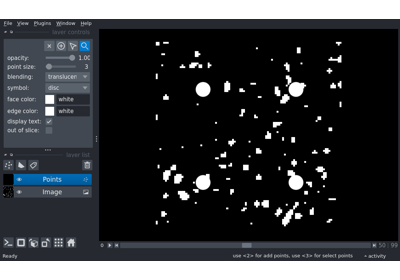 File View Plugins Window Help
layer controls
opacity: 1.00
point size: 3
blending: translucen
symbol: disc
face color: white
edge color: white
display text: ✓
out of slice:
layer list
Points
Image
0 50 99
Ready use <2> for add points, use <3> for select points activity